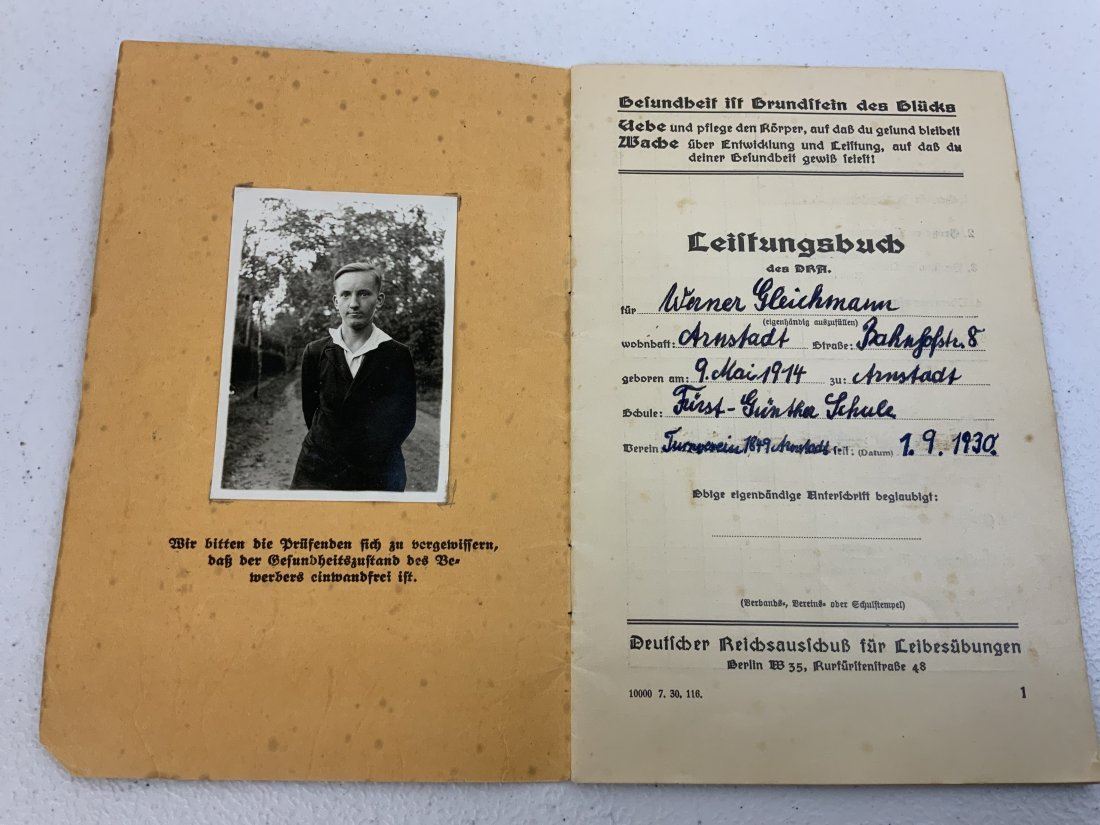 Wir bitten die Prüfenden sich zu vergewissern,
daß der Gesundheitszustand des Be-
werbers einwandfrei ist.
Gesundheit ist Grundstein des Glücks
Uebe und pflege den Körper, auf daß du gesund bleibest
Wache über Entwicklung und Leistung, auf daß du
deiner Gesundheit gewiß seiest!
Leistungsbuch
des DRA.
für Werner Gleichmann
(eigenhändig auszufüllen)
wohnhaft: Arnstadt Straße: Bahnhofstr. 8
geboren am: 9. Mai 1914 zu: Arnstadt
Schule: Fürst-Günther Schule
Verein Turnverein 1849 Arnstadt seit: (Datum) 1. 9. 1930.
Obige eigenhändige Unterschrift beglaubigt:
(Verbands-, Vereins- oder Schulstempel)
Deutscher Reichsausschuß für Leibesübungen
Berlin W 35, Kurfürstenstraße 48
10000 7. 30. 116.
1